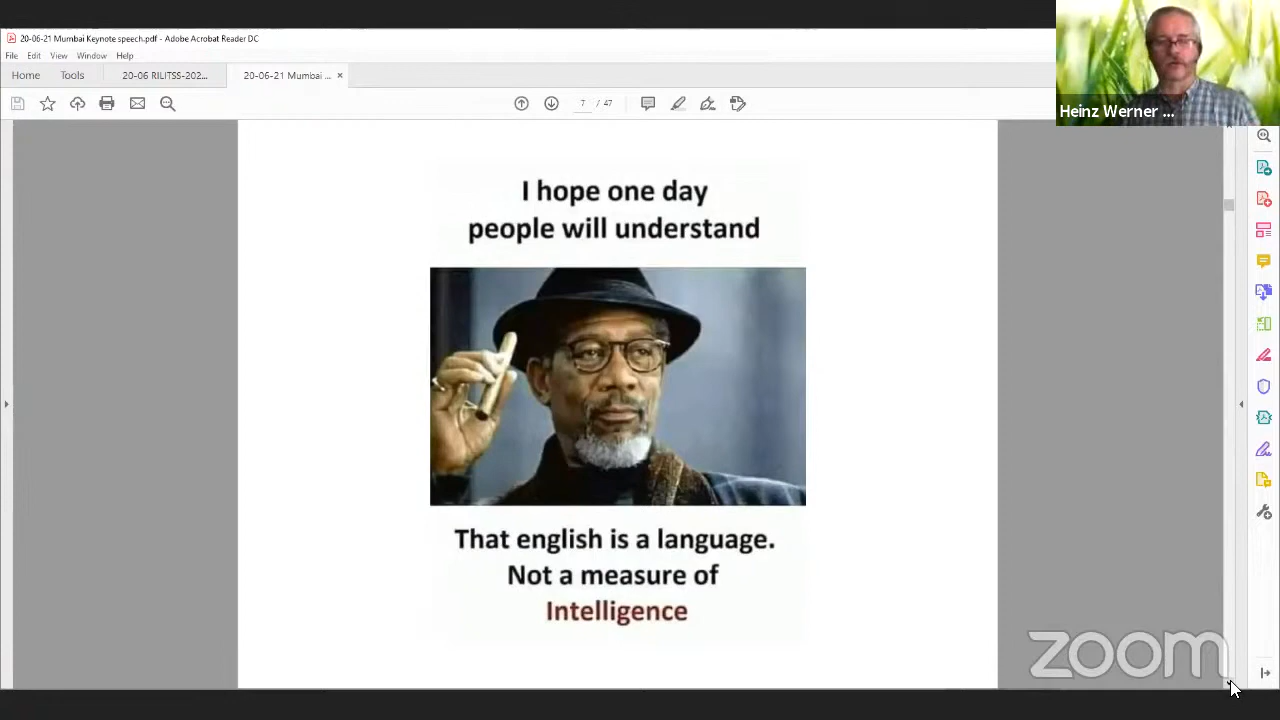 20-06-21 Mumbai Keynote speech.pdf - Adobe Acrobat Reader DC
File Edit View Window Help
Home Tools 20-06 RILITSS-202... 20-06-21 Mumbai ... ×
7 / 47
Heinz Werner ...
I hope one day
people will understand
That english is a language.
Not a measure of
Intelligence
zoom